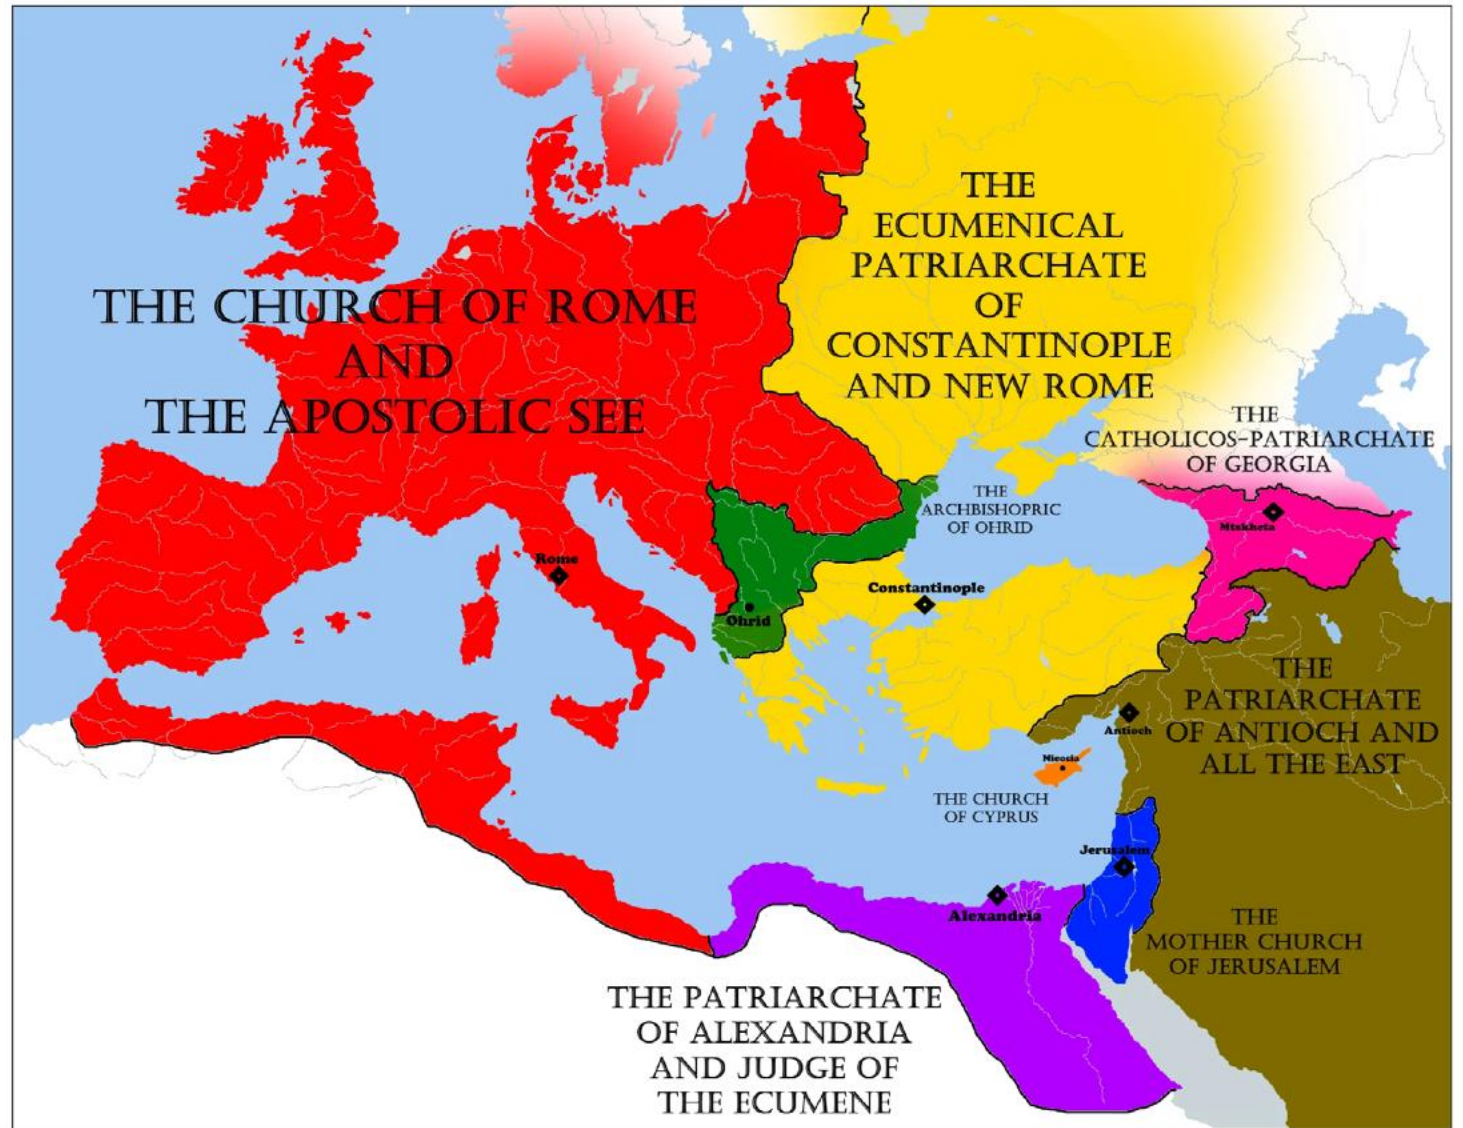 THE CHURCH OF ROME
AND
THE APOSTOLIC SEE
THE
ECUMENICAL
PATRIARCHATE
OF
CONSTANTINOPLE
AND NEW ROME
THE
CATHOLICOS-PATRIARCHATE
OF GEORGIA
Mtskheta
THE
ARCHBISHOPRIC
OF OHRID
Rome
Constantinople
Ohrid
THE
PATRIARCHATE
OF ANTIOCH AND
ALL THE EAST
Antioch
Nicosia
THE CHURCH
OF CYPRUS
Jerusalem
Alexandria
THE
MOTHER CHURCH
OF JERUSALEM
THE PATRIARCHATE
OF ALEXANDRIA
AND JUDGE OF
THE ECUMENE